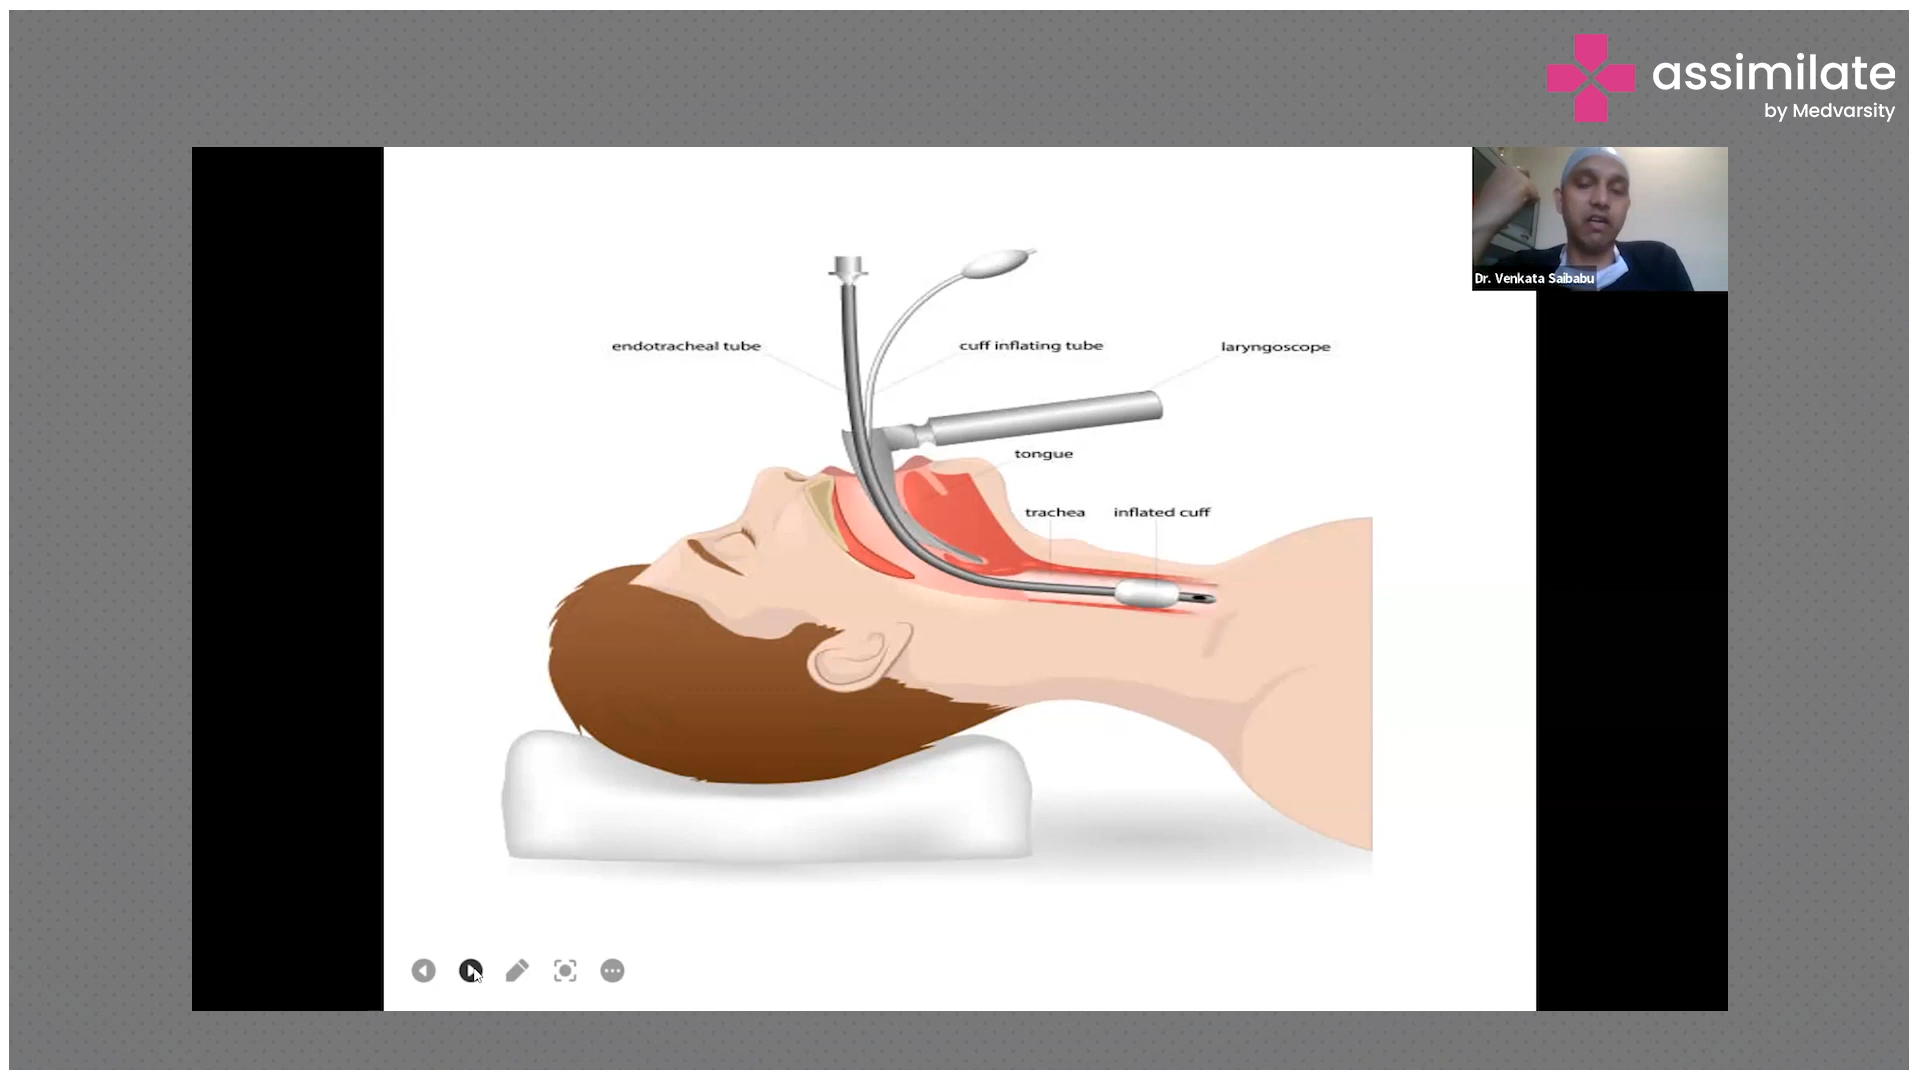 assimilate
by Medvarsity
Dr. Venkata Saibabu
endotracheal tube
cuff inflating tube
laryngoscope
tongue
trachea
inflated cuff